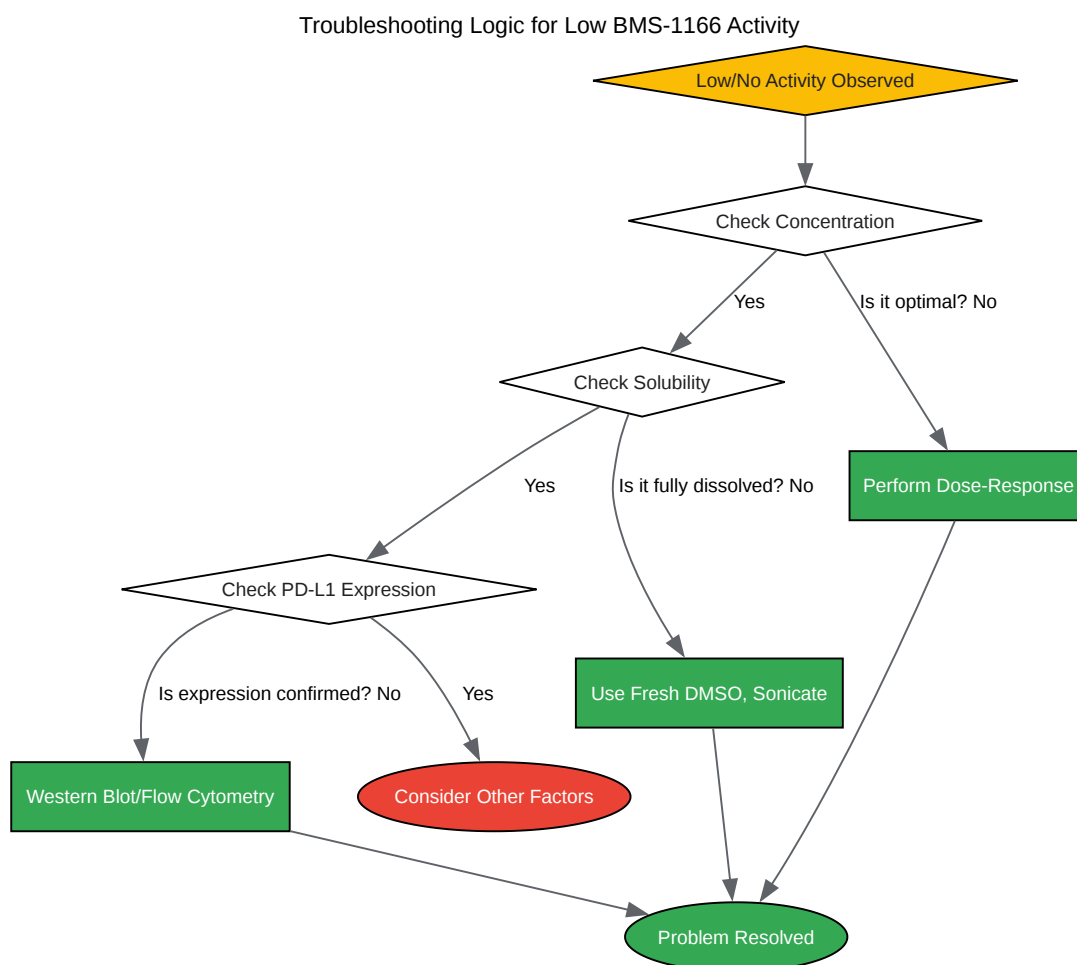 Troubleshooting Logic for Low BMS-1166 Activity
Low/No Activity Observed
Check Concentration
Yes
Is it optimal? No
Check Solubility
Yes
Is it fully dissolved? No
Perform Dose-Response
Check PD-L1 Expression
Is expression confirmed? No
Yes
Use Fresh DMSO, Sonicate
Western Blot/Flow Cytometry
Consider Other Factors
Problem Resolved